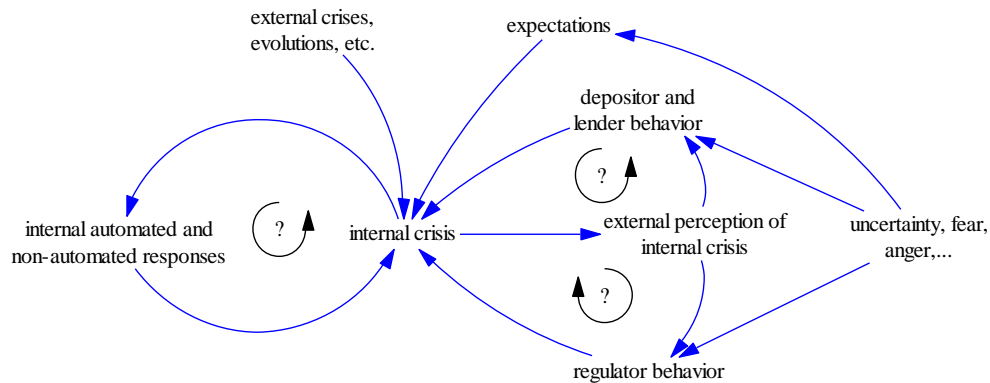 external crises,
evolutions, etc.
expectations
depositor and
lender behavior
?
?
internal automated and
non-automated responses
internal crisis
external perception of
internal crisis
uncertainty, fear,
anger,...
?
regulator behavior